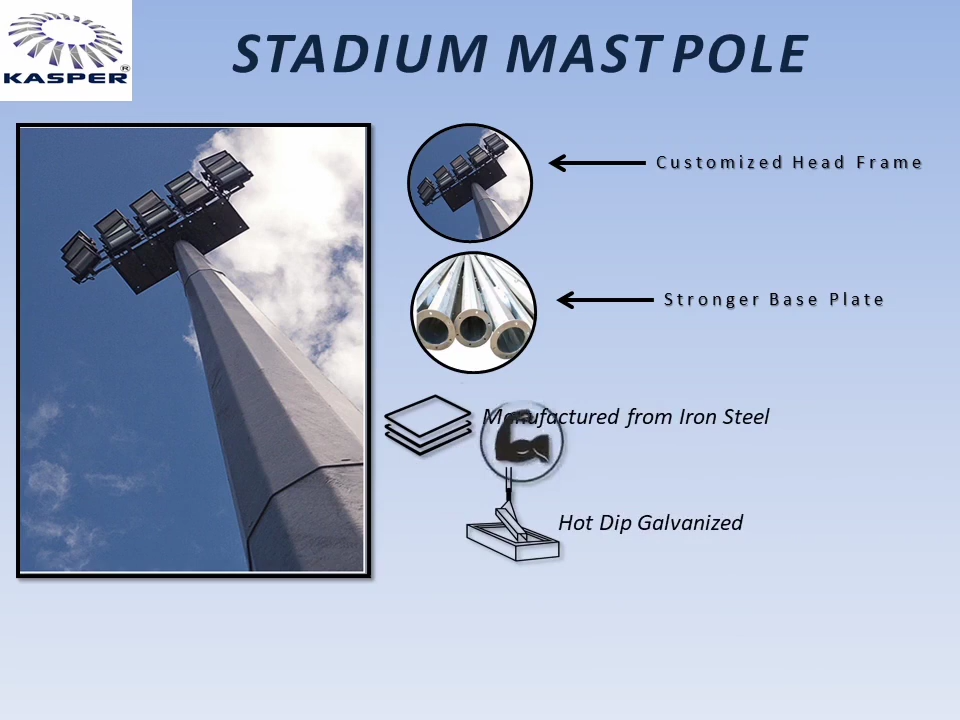 KASPER®
STADIUM MAST POLE
Customized Head Frame
Stronger Base Plate
Manufactured from Iron Steel
Hot Dip Galvanized